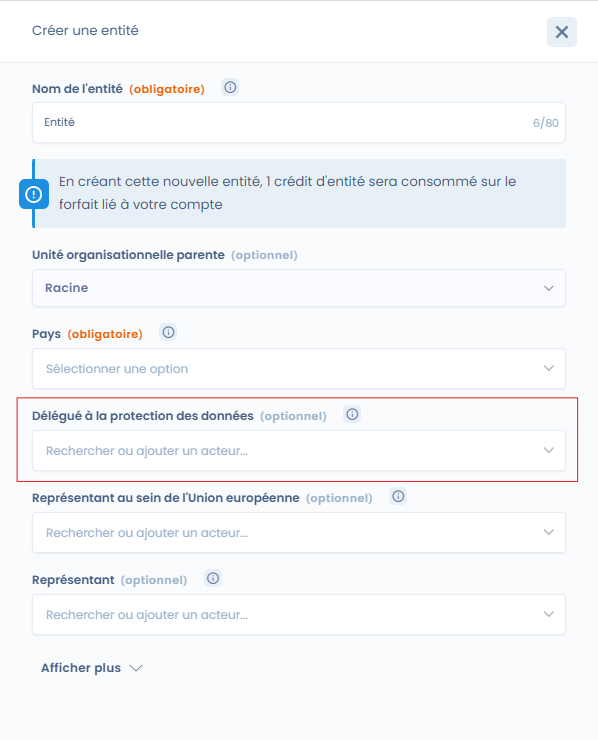 Créer une entité
Nom de l'entité (obligatoire)
Entité 6/80
En créant cette nouvelle entité, 1 crédit d'entité sera consommé sur le
forfait lié à votre compte
Unité organisationnelle parente (optionnel)
Racine
Pays (obligatoire)
Sélectionner une option
Délégué à la protection des données (optionnel)
Rechercher ou ajouter un acteur...
Représentant au sein de l'Union européenne (optionnel)
Rechercher ou ajouter un acteur...
Représentant (optionnel)
Rechercher ou ajouter un acteur...
Afficher plus